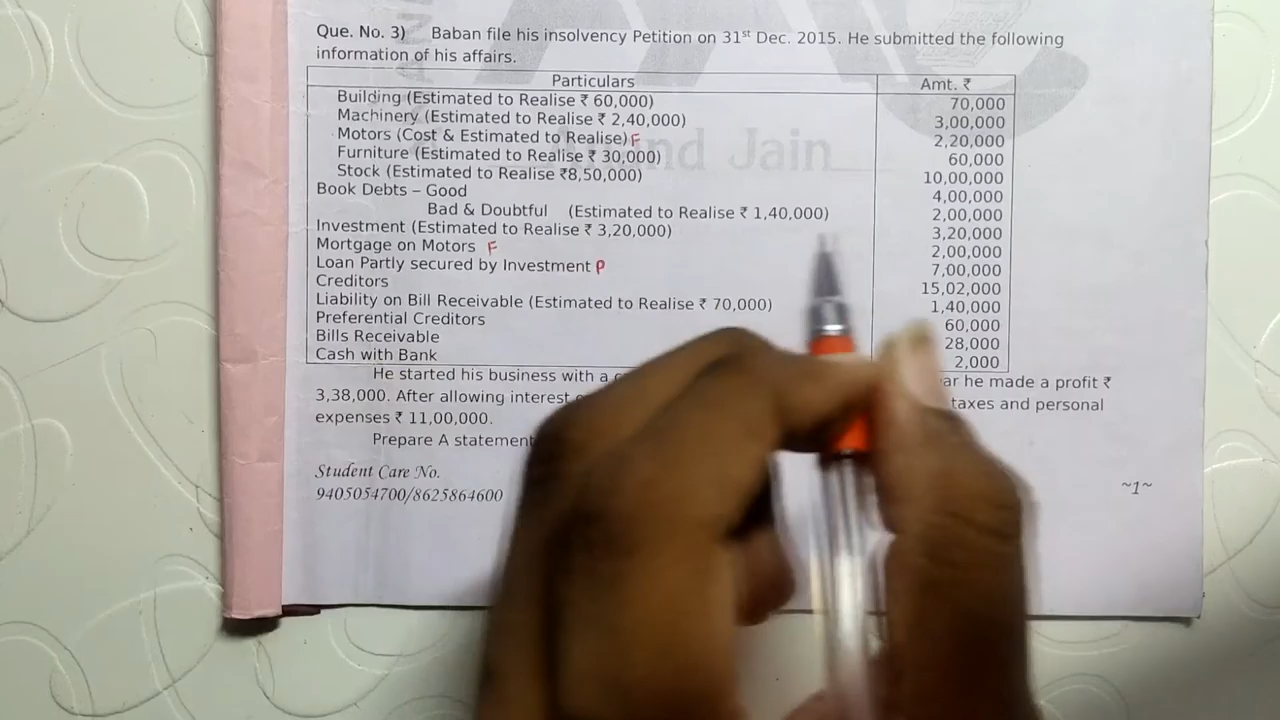 Que. No. 3) Baban file his insolvency Petition on 31st Dec. 2015. He submitted the following
information of his affairs.
Particulars Amt. ₹
Building (Estimated to Realise ₹ 60,000) 70,000
Machinery (Estimated to Realise ₹ 2,40,000) 3,00,000
Motors (Cost & Estimated to Realise) F 2,20,000
Furniture (Estimated to Realise ₹ 30,000) 60,000
Stock (Estimated to Realise ₹8,50,000) 10,00,000
Book Debts – Good 4,00,000
Bad & Doubtful (Estimated to Realise ₹ 1,40,000) 2,00,000
Investment (Estimated to Realise ₹ 3,20,000) 3,20,000
Mortgage on Motors F 2,00,000
Loan Partly secured by Investment P 7,00,000
Creditors 15,02,000
Liability on Bill Receivable (Estimated to Realise ₹ 70,000) 1,40,000
Preferential Creditors 60,000
Bills Receivable 28,000
Cash with Bank 2,000
He started his business with a he made a profit ₹
3,38,000. After allowing interest taxes and personal
expenses ₹ 11,00,000.
Prepare A statement
Student Care No.
9405054700/8625864600
~1~
Anand Jain